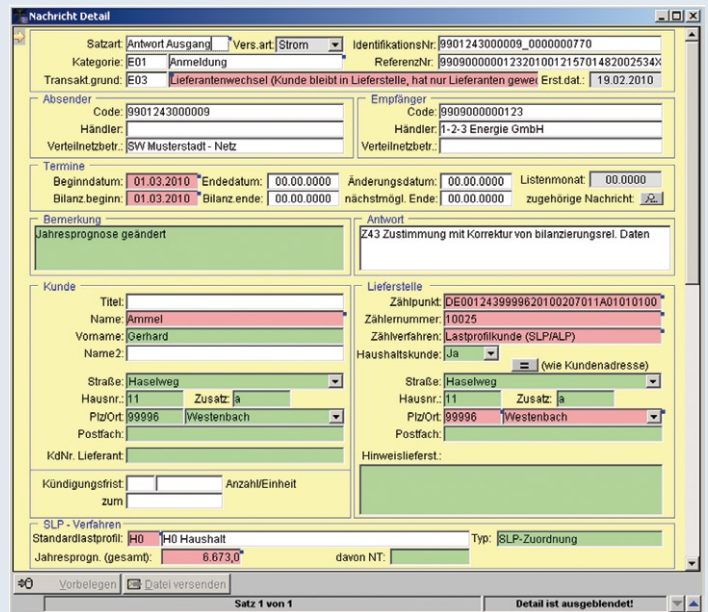 Nachricht Detail
Satzart: Antwort Ausgang Vers.art: Strom IdentifikationsNr: 9901243000009_0000000770
Kategorie: E01 Anmeldung ReferenzNr: 99090000001232010012157014820025 34X
Transakt.grund: E03 Lieferantenwechsel (Kunde bleibt in Lieferstelle, hat nur Lieferanten gewe Erst.dat.: 19.02.2010
Absender Empfänger
Code: 9901243000009 Code: 9909000000123
Händler: Händler: 1-2-3 Energie GmbH
Verteilnetzbetr.: SW Musterstadt - Netz Verteilnetzbetr.:
Termine
Beginndatum: 01.03.2010 Endedatum: 00.00.0000 Änderungsdatum: 00.00.0000 Listenmonat: 00.0000
Bilanz.beginn: 01.03.2010 Bilanz.ende: 00.00.0000 nächstmögl. Ende: 00.00.0000 zugehörige Nachricht:
Bemerkung Antwort
Jahresprognose geändert Z43 Zustimmung mit Korrektur von bilanzierungsrel. Daten
Kunde Lieferstelle
Titel: Zählpunkt: DE0012439999620100207011A01010100
Name: Ammel Zählernummer: 10025
Vorname: Gerhard Zählverfahren: Lastprofilkunde (SLP/ALP)
Name2: Haushaltskunde: Ja
= (wie Kundenadresse)
Straße: Haselweg Straße: Haselweg
Hausnr.: 11 Zusatz: a Hausnr.: 11 Zusatz: a
Plz/Ort: 99996 Westenbach Plz/Ort: 99996 Westenbach
Postfach: Postfach:
KdNr. Lieferant: Hinweislieferst.:
Kündigungsfrist: Anzahl/Einheit
zum
SLP - Verfahren
Standardlastprofil: H0 H0 Haushalt Typ: SLP-Zuordnung
Jahresprogn. (gesamt): 6.673,0 davon NT:
Vorbelegen Datei versenden
Satz 1 von 1 Detail ist ausgeblendet!